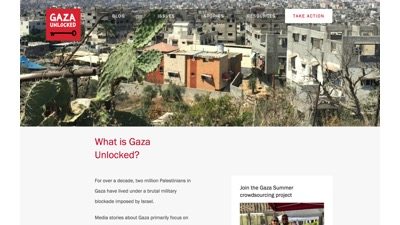 GAZA
UNLOCKED
BLOG ISSUES STORIES RESOURCES TAKE ACTION
What is Gaza
Unlocked?
For over a decade, two million Palestinians in
Gaza have lived under a brutal military
blockade imposed by Israel.
Media stories about Gaza primarily focus on
Join the Gaza Summer
crowdsourcing project